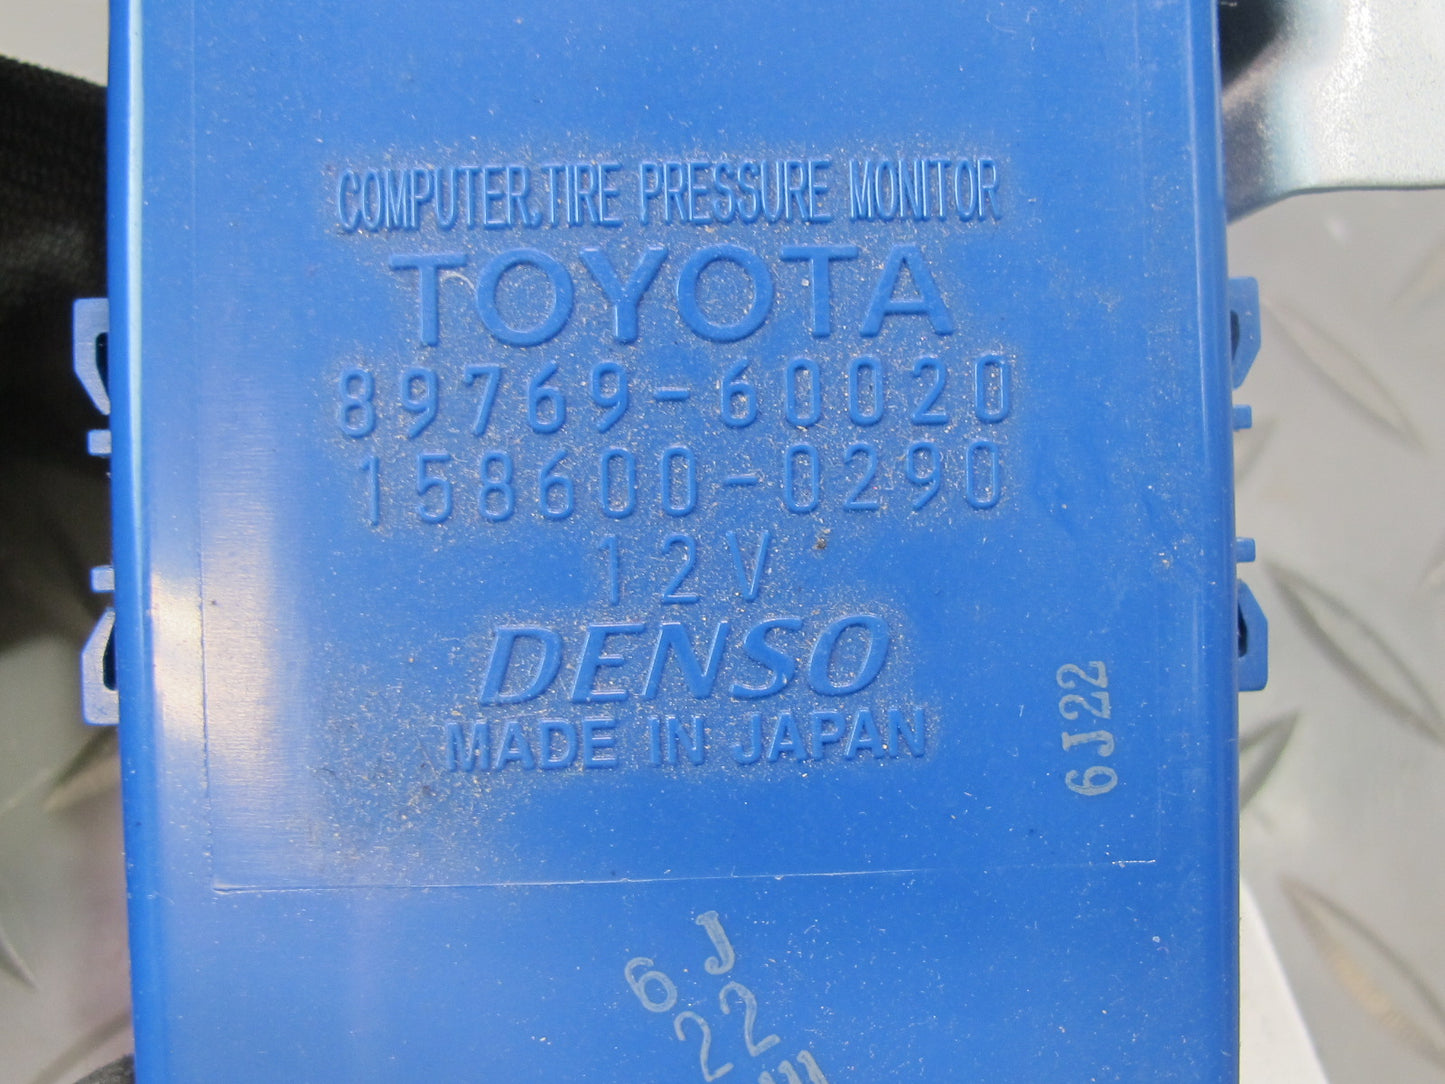 COMPUTER,TIRE PRESSURE MONITOR
TOYOTA
89769-60020
158600-0290
12V
DENSO
MADE IN JAPAN
6J22
6J
22